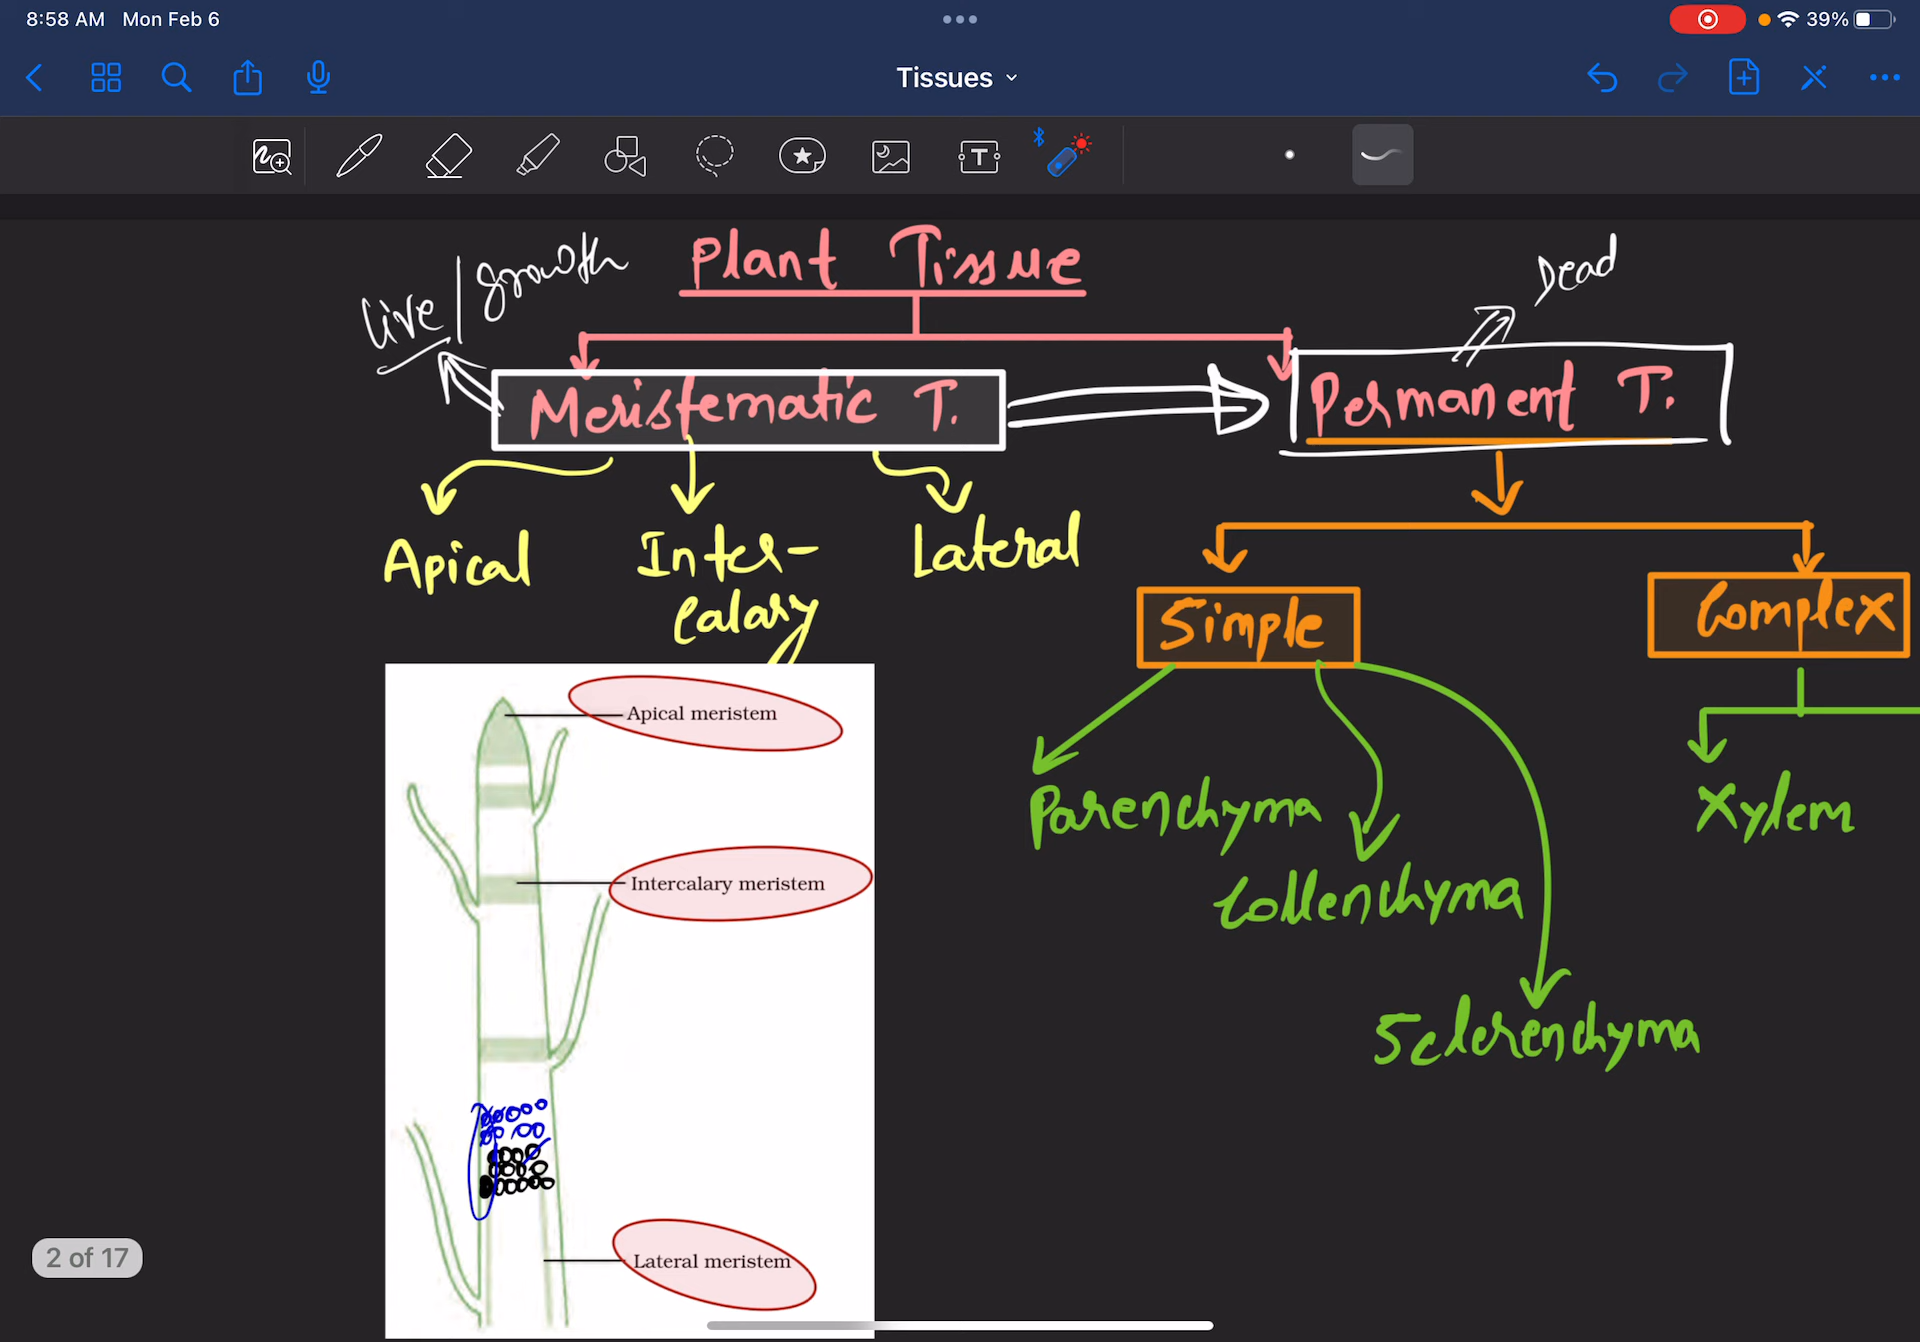 8:58 AM Mon Feb 6
39%
Tissues
T
Plant Tissue
live/growth
Dead
Meristematic T.
Permanent T.
Apical
Inter-
calary
Lateral
Simple
Complex
Parenchyma
Collenchyma
Sclerenchyma
Xylem
Apical meristem
Intercalary meristem
Lateral meristem
2 of 17